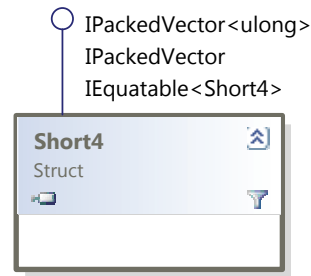 IPackedVector<ulong>
IPackedVector
IEquatable<Short4>
Short4
Struct